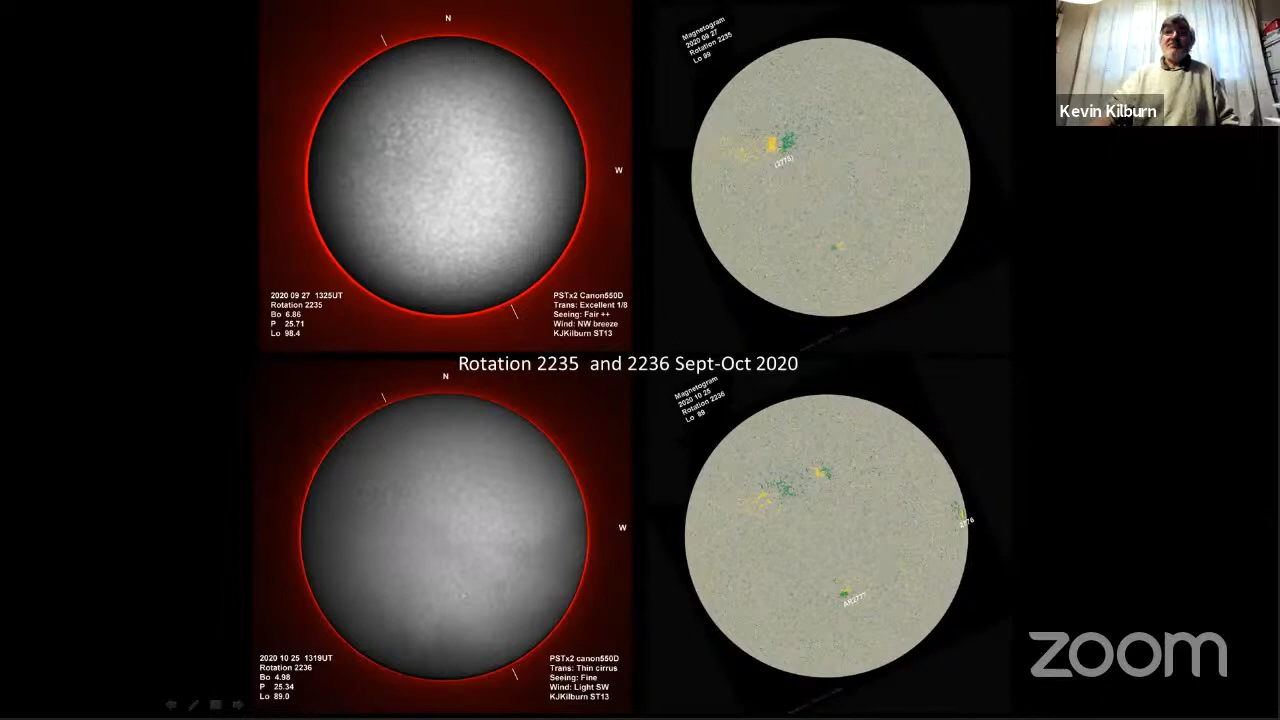 N
W
2020 09 27 1325UT
Rotation 2235
Bo 6.86
P 25.71
Lo 98.4
PSTx2 Canon550D
Trans: Excellent 1/8
Seeing: Fair ++
Wind: NW breeze
KJKilburn ST13
Magnetogram
2020 09 27
Rotation 2235
Lo 99
(2773)
Kevin Kilburn
Rotation 2235 and 2236 Sept-Oct 2020
N
W
2020 10 25 1319UT
Rotation 2236
Bo 4.98
P 25.34
Lo 89.0
PSTx2 canon550D
Trans: Thin cirrus
Seeing: Fine
Wind: Light SW
KJKilburn ST13
Magnetogram
2020 10 25
Rotation 2236
Lo 89
2776
AR2777
zoom